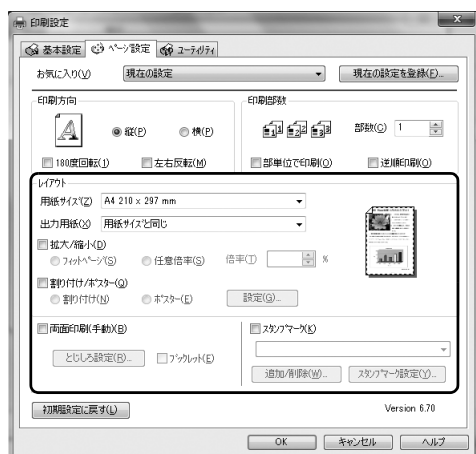 印刷設定
基本設定 ページ設定 ユーティリティ
お気に入り(V) 現在の設定 現在の設定を登録(F)...
印刷方向 印刷部数
縦(P) 横(R) 部数(C) 1
180度回転(1) 左右反転(M) 部単位で印刷(O) 逆順印刷(O)
レイアウト
用紙サイズ(Z) A4 210 x 297 mm
出力用紙(X) 用紙サイズと同じ
拡大/縮小(D)
フィットページ(S) 任意倍率(S) 倍率(T) %
割り付け/ポスター(Q)
割り付け(N) ポスター(E) 設定(G)...
両面印刷(手動)(B) スタンプマーク(K)
とじしろ設定(R)... ブックレット(E)
追加/削除(W)... スタンプマーク設定(Y)...
初期設定に戻す(L) Version 6.70
OK キャンセル ヘルプ